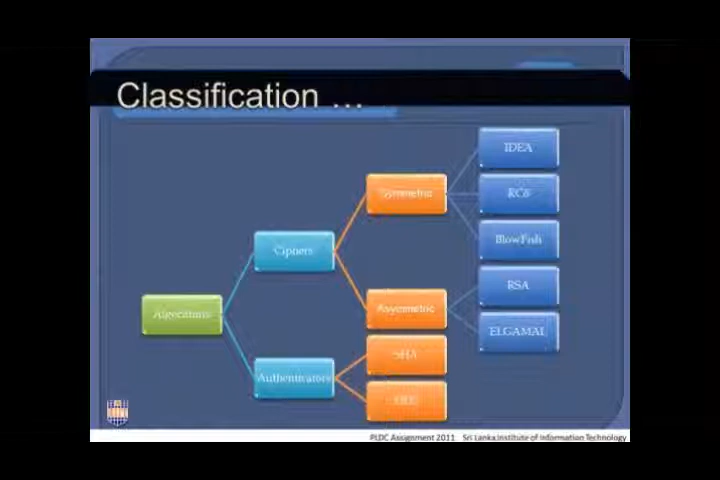 Classification ...
IDEA
Symmetric
RC6
BlowFish
Ciphers
RSA
Asymmetric
Algorithms
ELGAMAL
SHA
Authenticators
PLDC Assignment 2011 Sri Lanka Institute of Information Technology